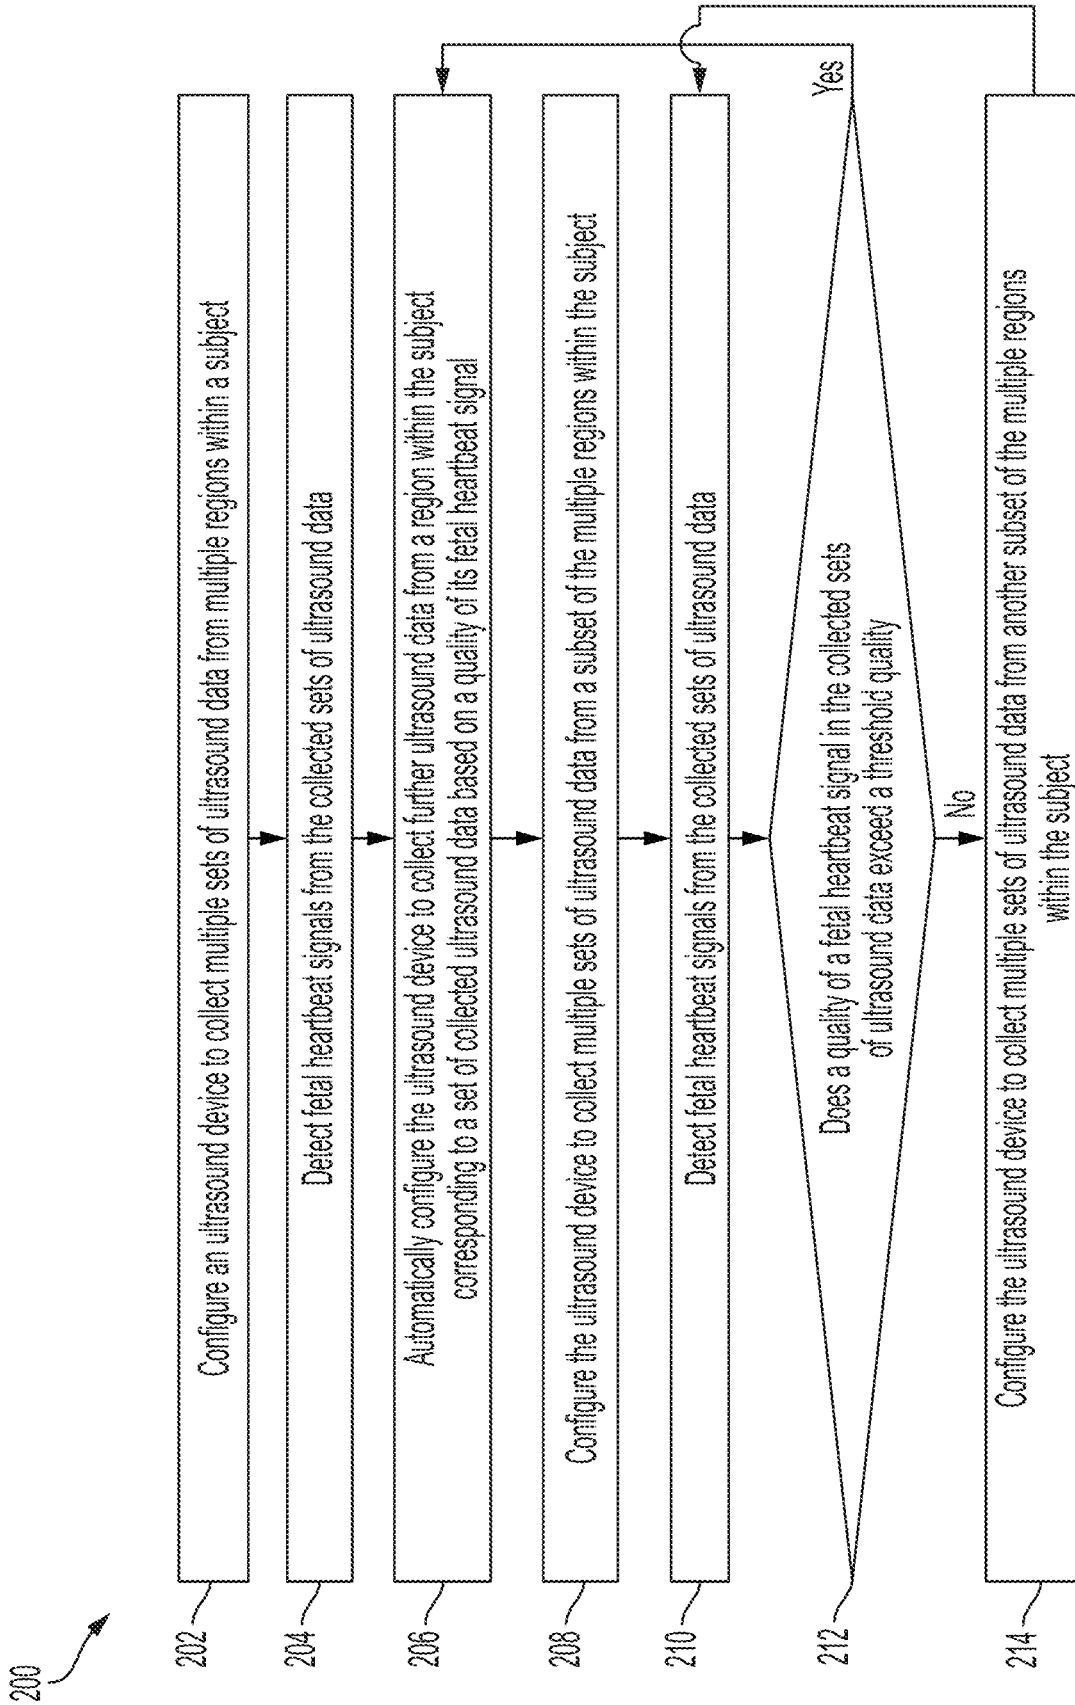 200
202
Configure an ultrasound device to collect multiple sets of ultrasound data from multiple regions within a subject
204
Detect fetal heartbeat signals from the collected sets of ultrasound data
206
Automatically configure the ultrasound device to collect further ultrasound data from a region within the subject
corresponding to a set of collected ultrasound data based on a quality of its fetal heartbeat signal
208
Configure the ultrasound device to collect multiple sets of ultrasound data from a subset of the multiple regions within the subject
210
Detect fetal heartbeat signals from the collected sets of ultrasound data
212
Does a quality of a fetal heartbeat signal in the collected sets
of ultrasound data exceed a threshold quality
Yes
No
214
Configure the ultrasound device to collect multiple sets of ultrasound data from another subset of the multiple regions
within the subject